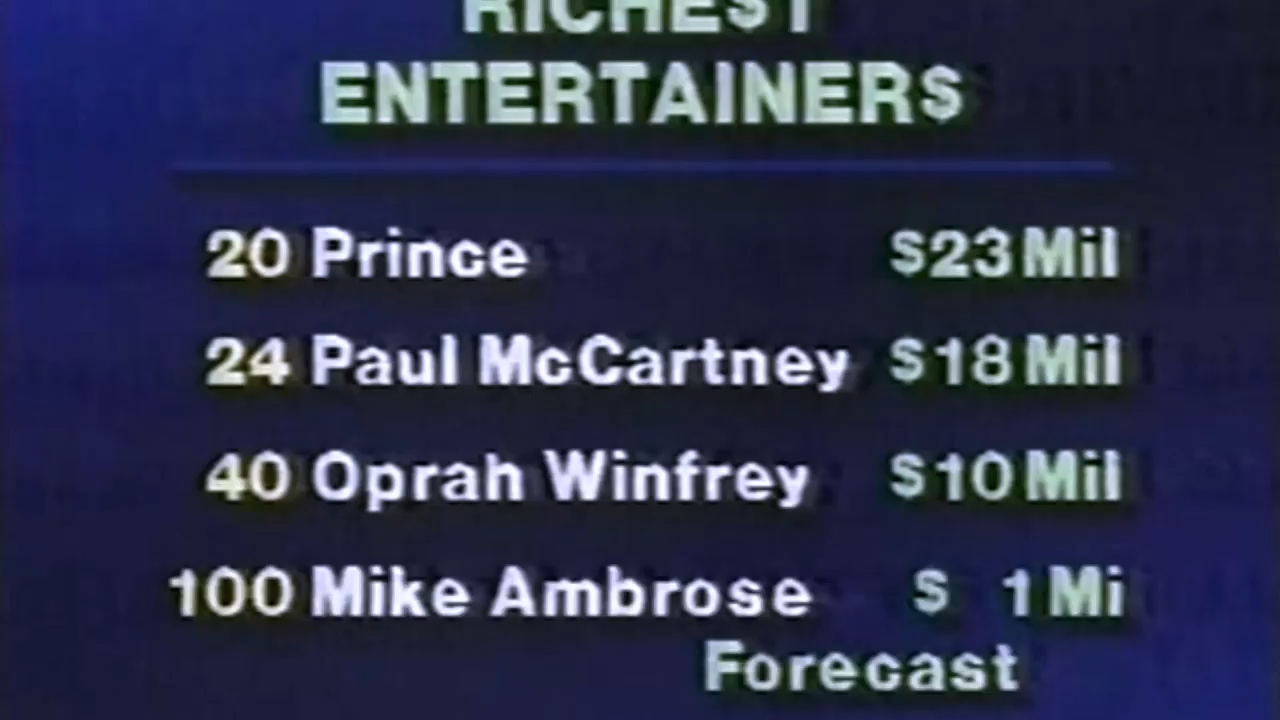 RICHEST
ENTERTAINERS
20 Prince $23 Mil
24 Paul McCartney $18 Mil
40 Oprah Winfrey $10 Mil
100 Mike Ambrose $ 1 Mi
Forecast